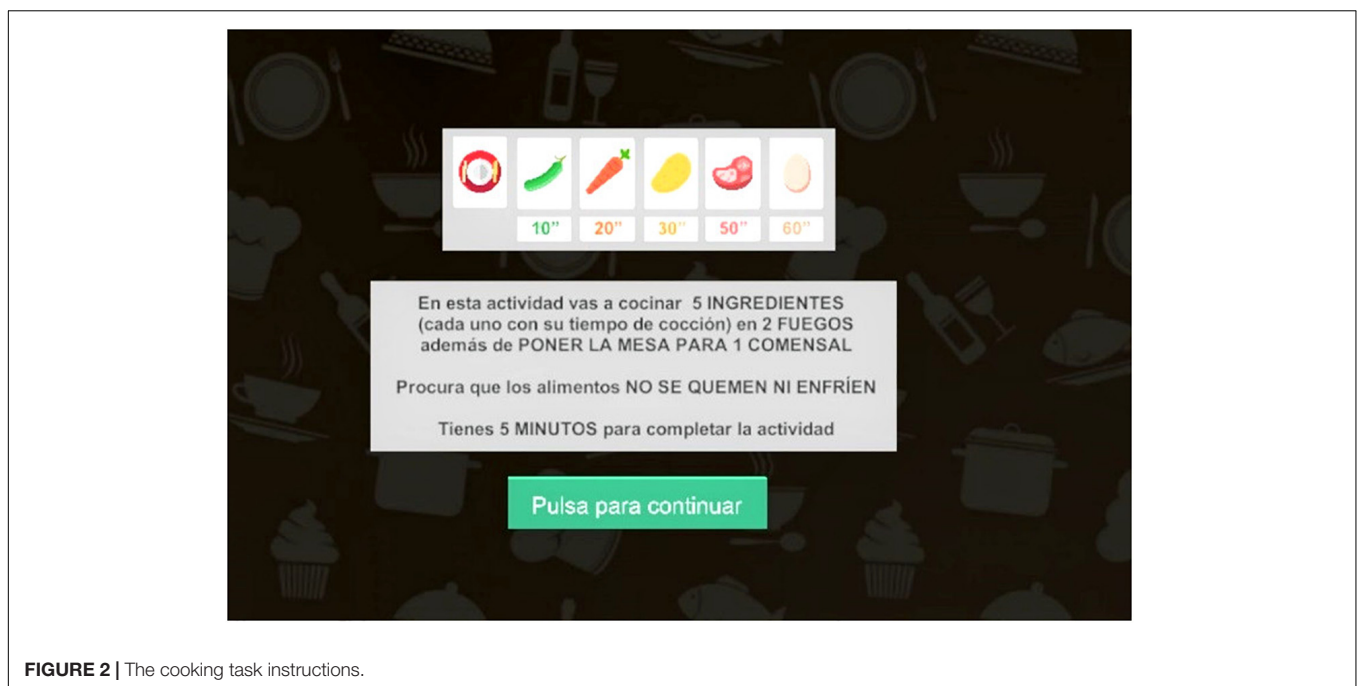 10” 20” 30” 50” 60”
En esta actividad vas a cocinar 5 INGREDIENTES
(cada uno con su tiempo de cocción) en 2 FUEGOS
además de PONER LA MESA PARA 1 COMENSAL
Procura que los alimentos NO SE QUEMEN NI ENFRÍEN
Tienes 5 MINUTOS para completar la actividad
Pulsa para continuar
FIGURE 2 | The cooking task instructions.